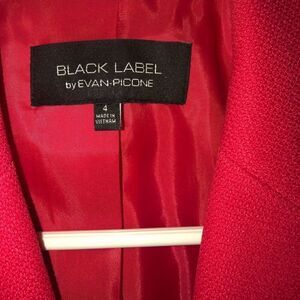 BLACK LABEL
by EVAN-PICONE
4
MADE IN
VIETNAM